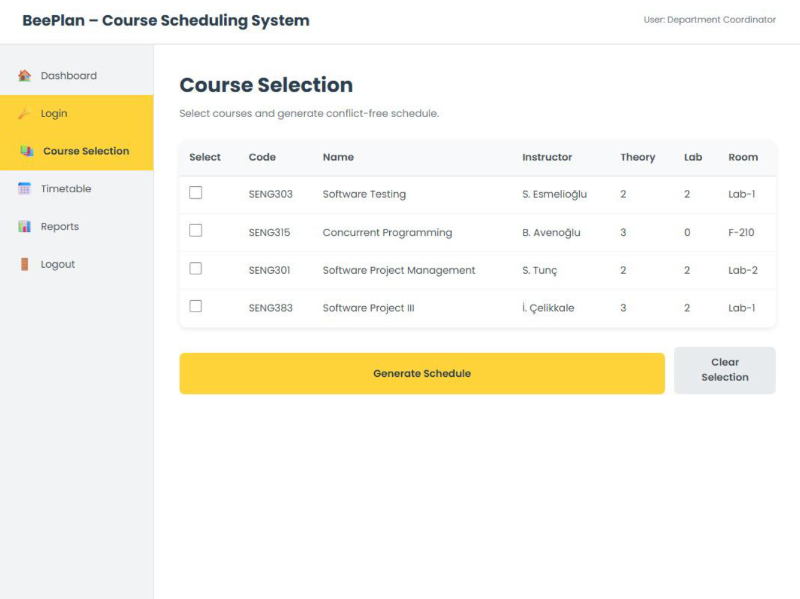 BeePlan – Course Scheduling System
User: Department Coordinator
Dashboard
Login
Course Selection
Timetable
Reports
Logout
Course Selection
Select courses and generate conflict-free schedule.
Select Code Name Instructor Theory Lab Room
SENG303 Software Testing S. Esmelioğlu 2 2 Lab-1
SENG315 Concurrent Programming B. Avenoğlu 3 0 F-210
SENG301 Software Project Management S. Tunç 2 2 Lab-2
SENG383 Software Project III İ. Çelikkale 3 2 Lab-1
Generate Schedule
Clear
Selection